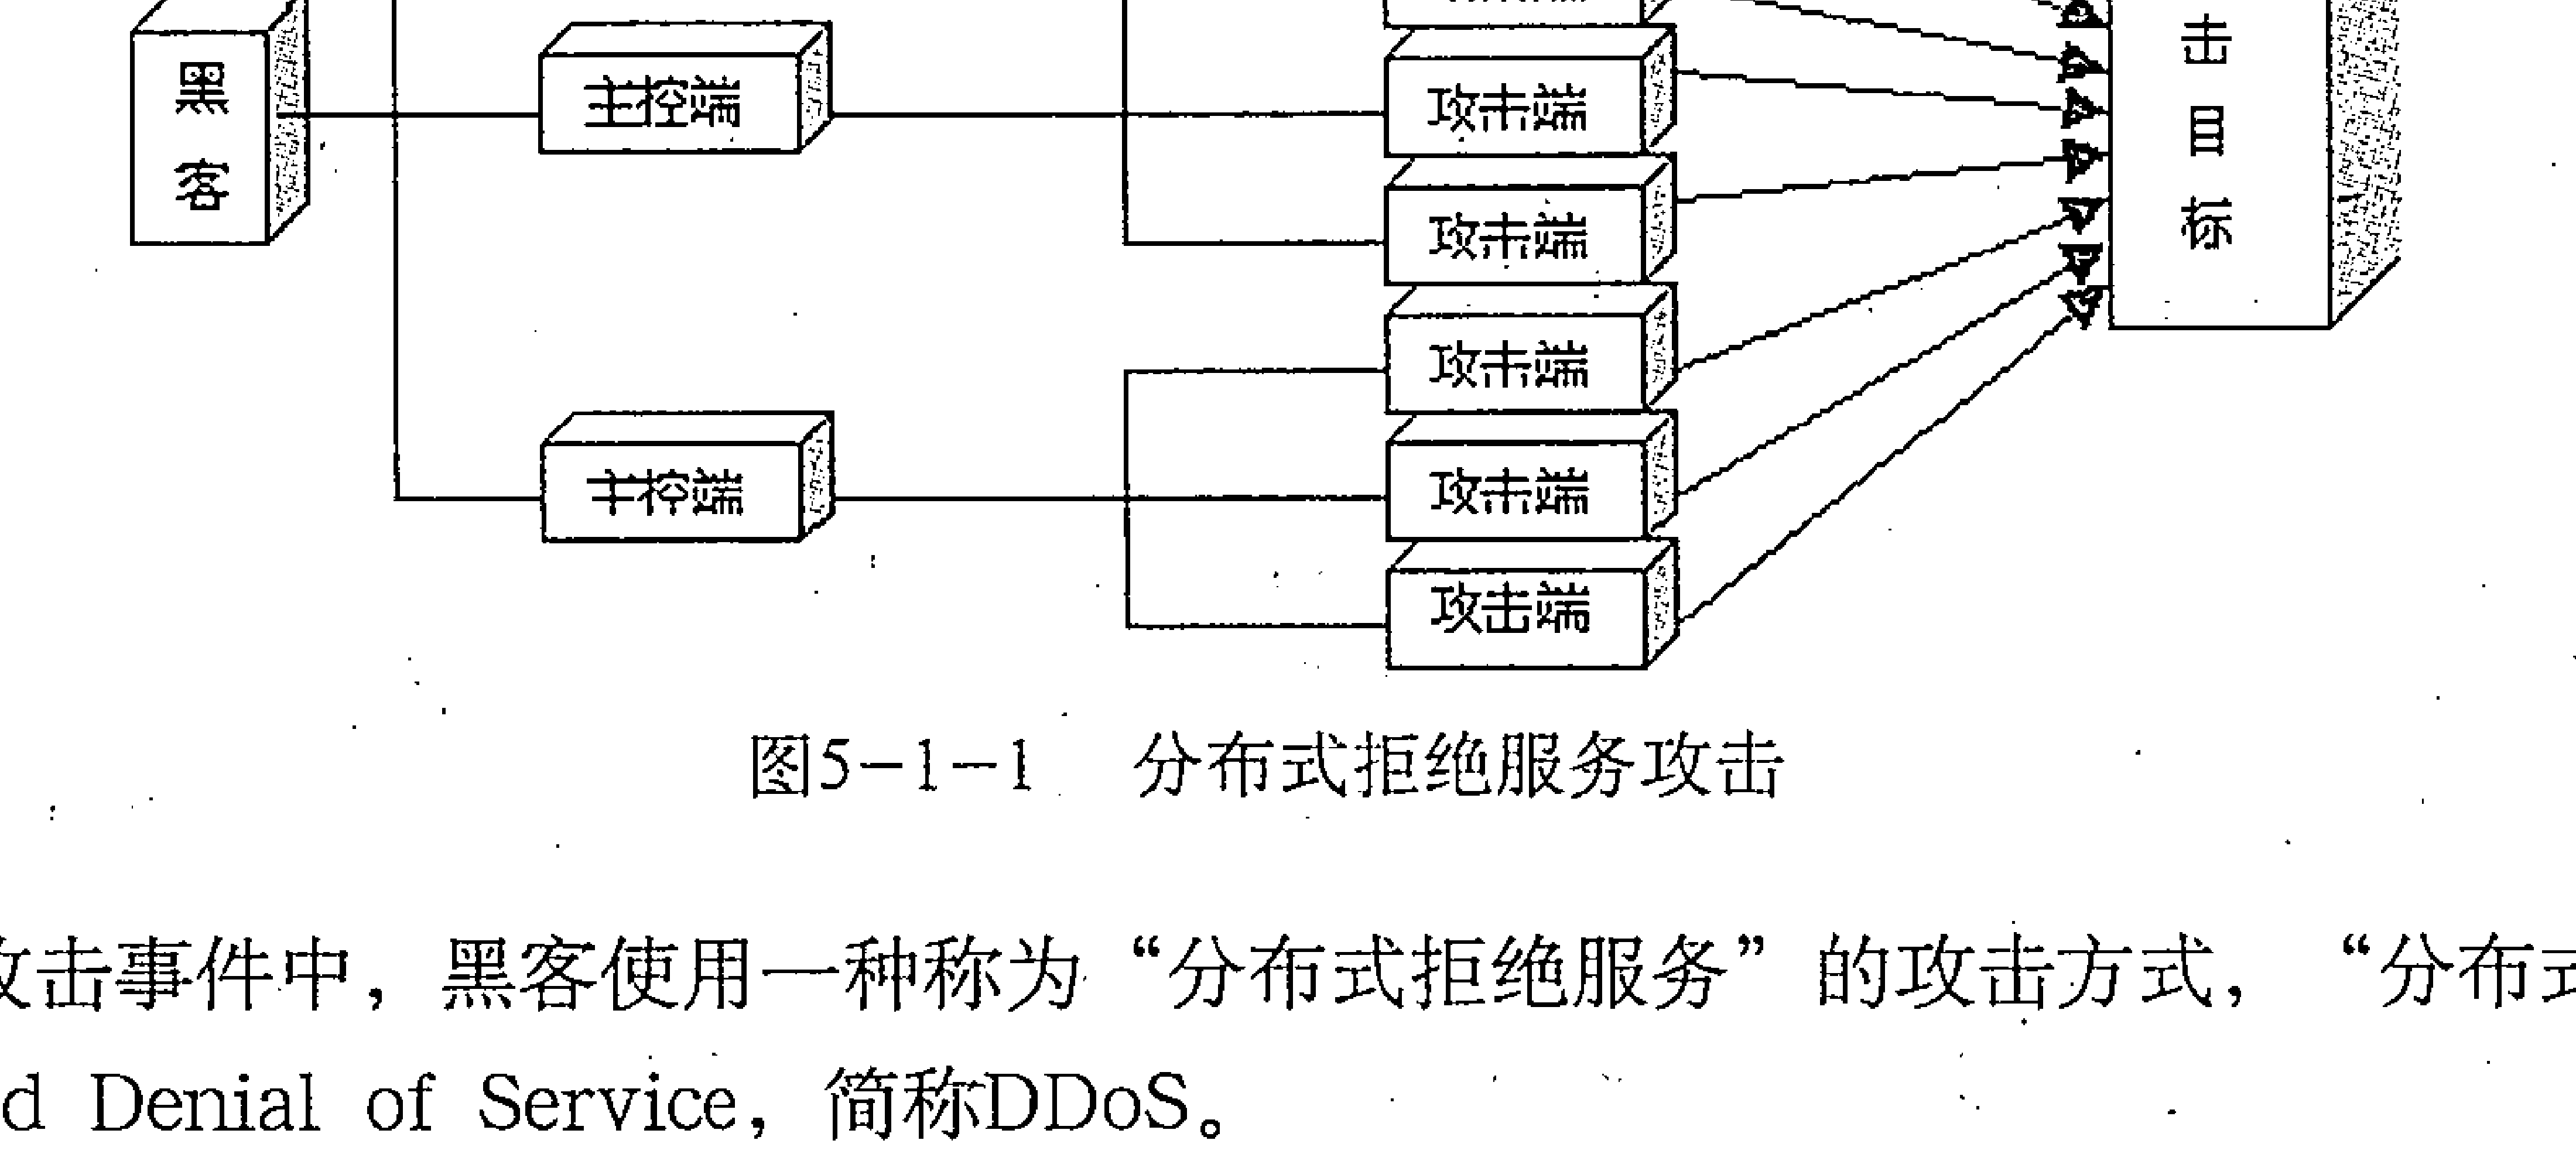 黑客
主控端
攻击端
击目标
攻击端
攻击端
主控端
攻击端
攻击端
图5-1-1 分布式拒绝服务攻击
攻击事件中，黑客使用一种称为“分布式拒绝服务”的攻击方式，“分布式
d Denial of Service，简称DDoS。